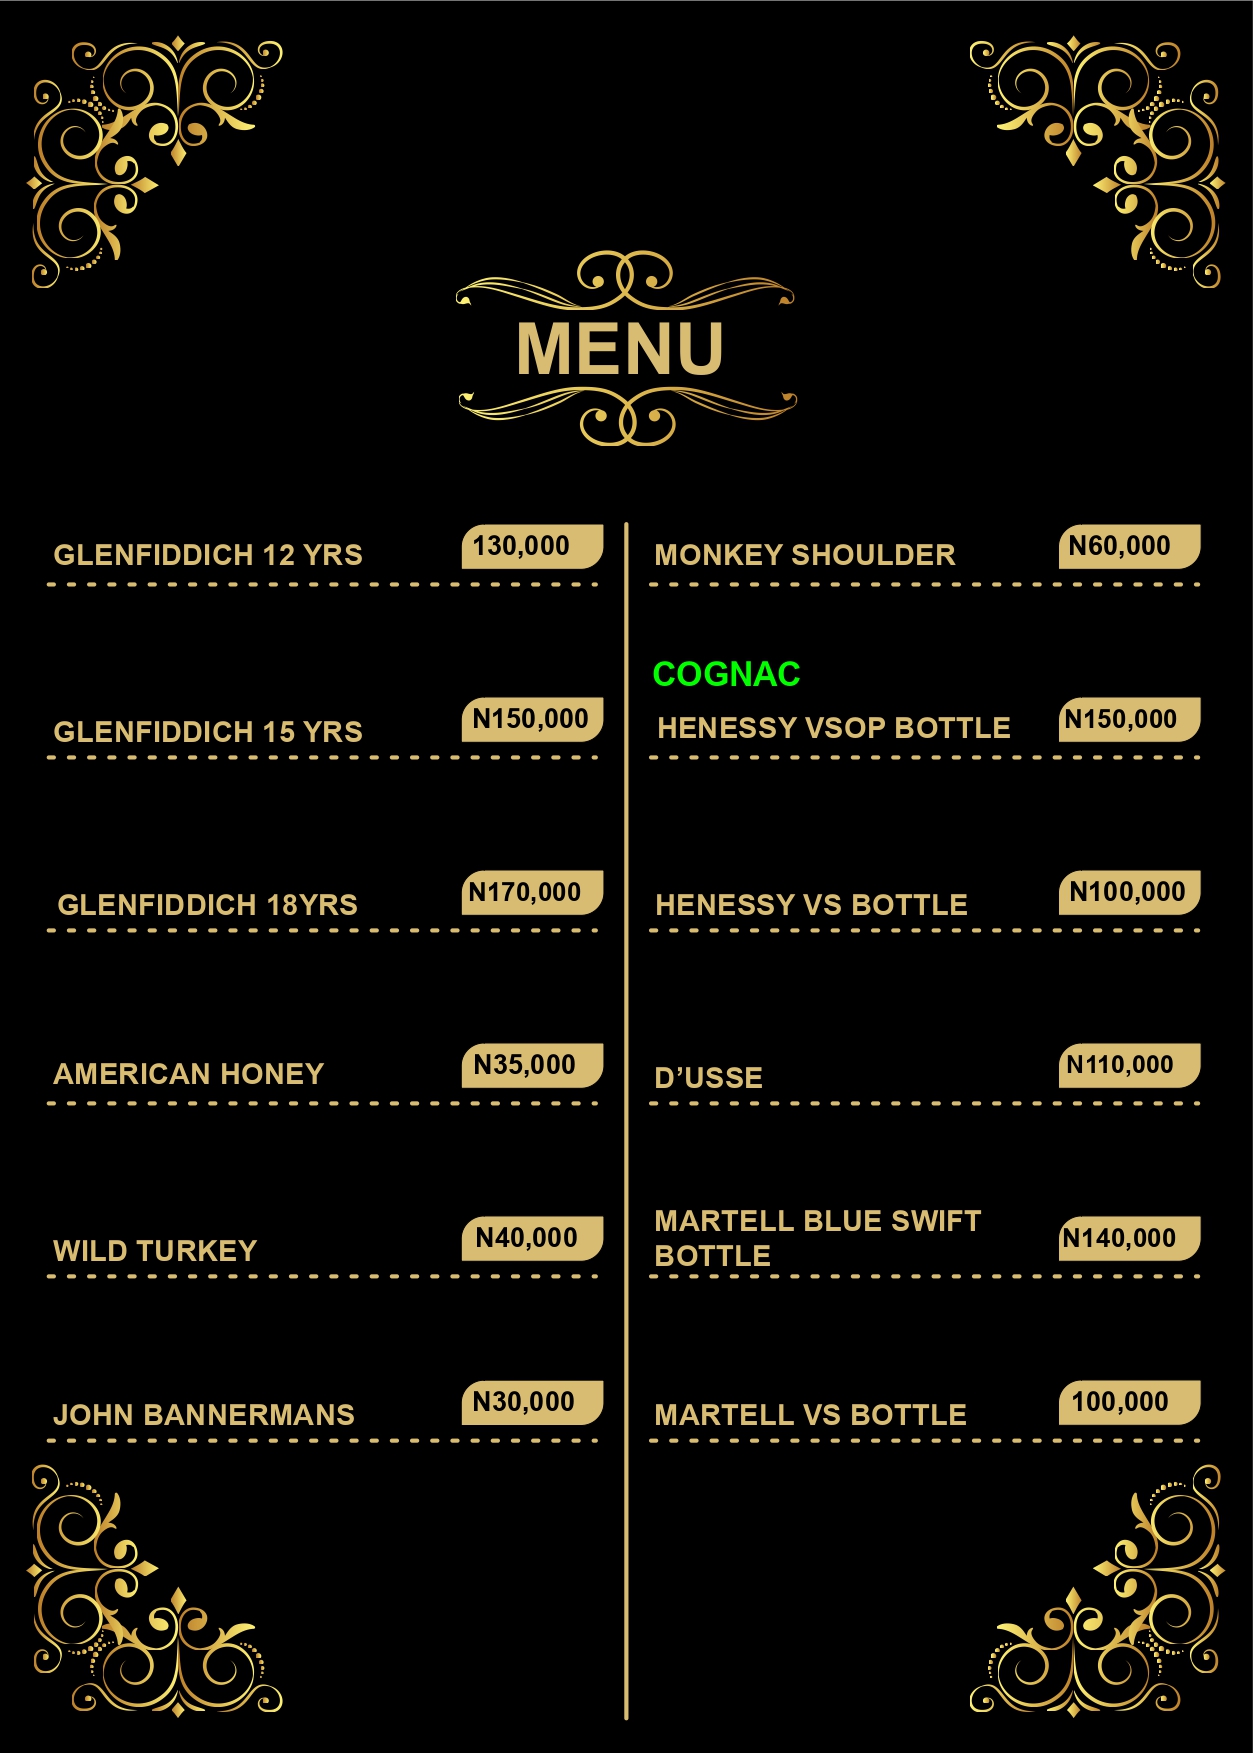 MENU
GLENFIDDICH 12 YRS 130,000
GLENFIDDICH 15 YRS N150,000
GLENFIDDICH 18YRS N170,000
AMERICAN HONEY N35,000
WILD TURKEY N40,000
JOHN BANNERMANS N30,000
MONKEY SHOULDER N60,000
COGNAC
HENESSY VSOP BOTTLE N150,000
HENESSY VS BOTTLE N100,000
D’USSE N110,000
MARTELL BLUE SWIFT
BOTTLE N140,000
MARTELL VS BOTTLE 100,000